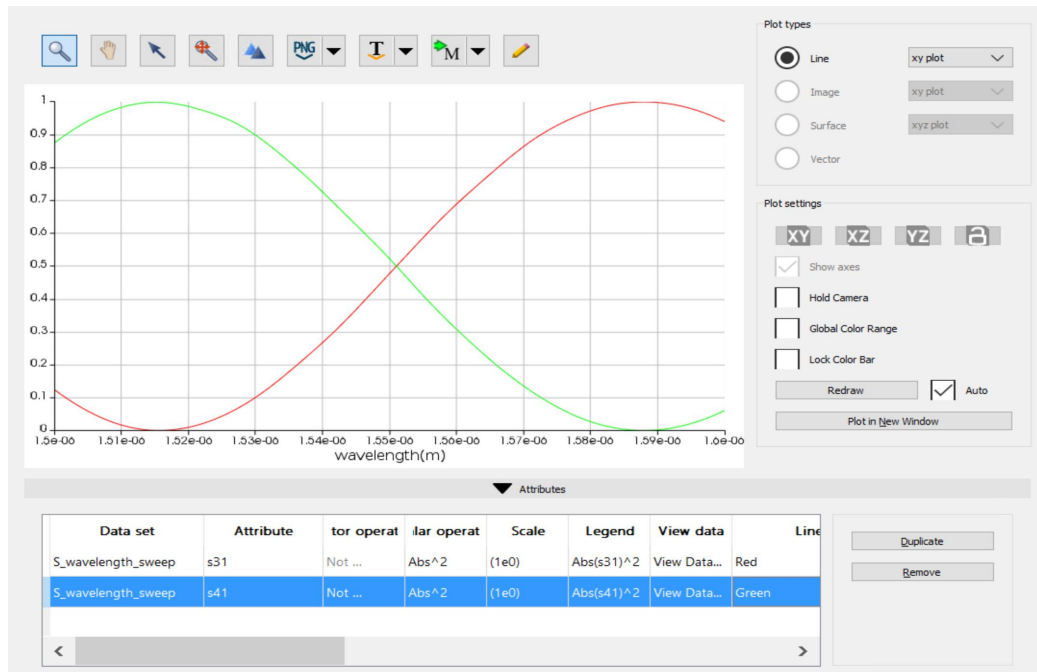 Plot types
PNG T M
Line xy plot
Image xy plot
Surface xyz plot
Vector
Plot settings
XY XZ YZ a
Show axes
Hold Camera
Global Color Range
Lock Color Bar
Redraw Auto
Plot in New Window
1
0.9
0.8
0.7
0.6
0.5
0.4
0.3
0.2
0.1
0
1.5e-06 1.51e-06 1.52e-06 1.53e-06 1.54e-06 1.55e-06 1.56e-06 1.57e-06 1.58e-06 1.59e-06 1.6e-06
wavelength(m)
Attributes
Data set Attribute tor operat lar operat Scale Legend View data Line
S_wavelength_sweep s31 Not ... Abs^2 (1e0) Abs(s31)^2 View Data... Red
S_wavelength_sweep s41 Not ... Abs^2 (1e0) Abs(s41)^2 View Data... Green
Duplicate
Remove